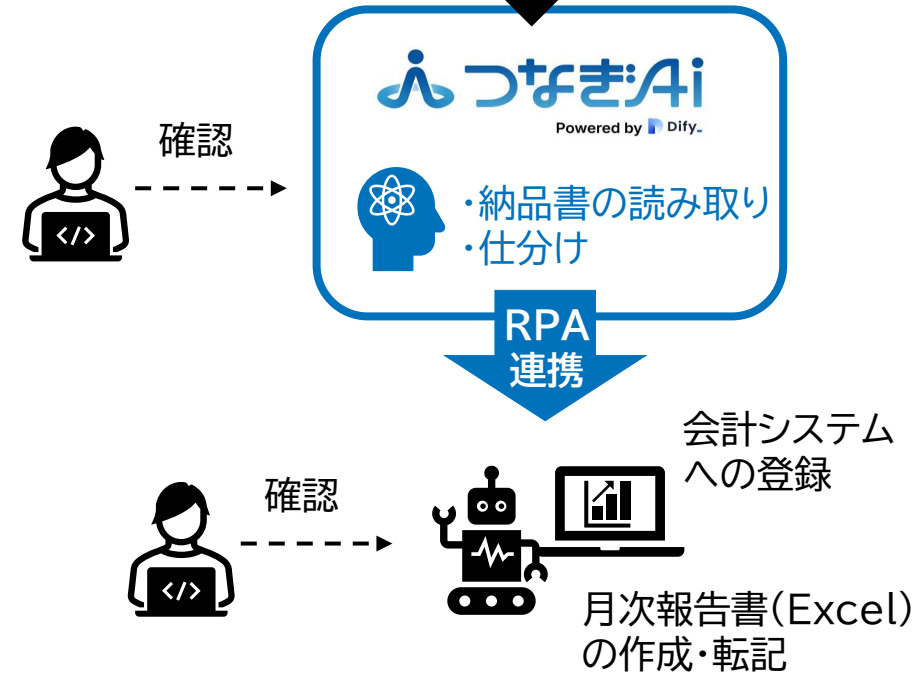 つなぎAi
Powered by Dify_
確認
</>
・納品書の読み取り
・仕分け
RPA
連携
会計システム
への登録
確認
</>
月次報告書(Excel)
の作成・転記